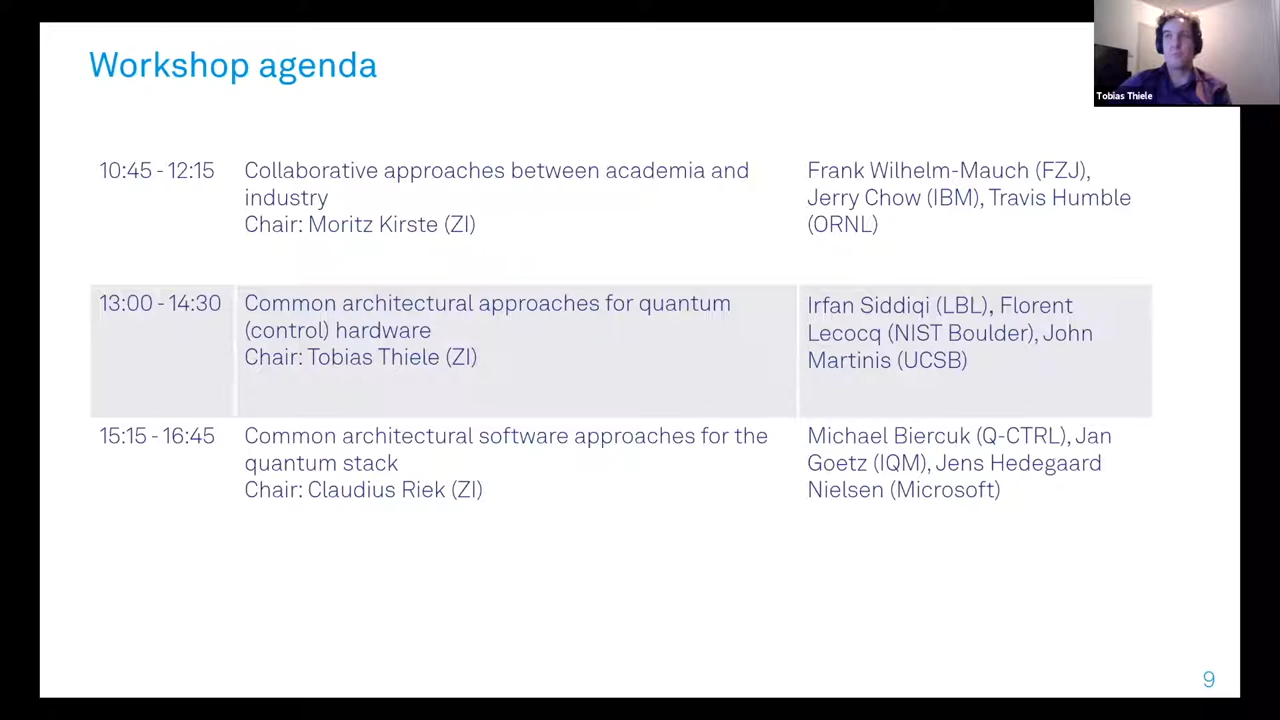 Workshop agenda
Tobias Thiele
10:45 - 12:15
Collaborative approaches between academia and
industry
Chair: Moritz Kirste (ZI)
Frank Wilhelm-Mauch (FZJ),
Jerry Chow (IBM), Travis Humble
(ORNL)
13:00 - 14:30
Common architectural approaches for quantum
(control) hardware
Chair: Tobias Thiele (ZI)
Irfan Siddiqi (LBL), Florent
Lecocq (NIST Boulder), John
Martinis (UCSB)
15:15 - 16:45
Common architectural software approaches for the
quantum stack
Chair: Claudius Riek (ZI)
Michael Biercuk (Q-CTRL), Jan
Goetz (IQM), Jens Hedegaard
Nielsen (Microsoft)
9